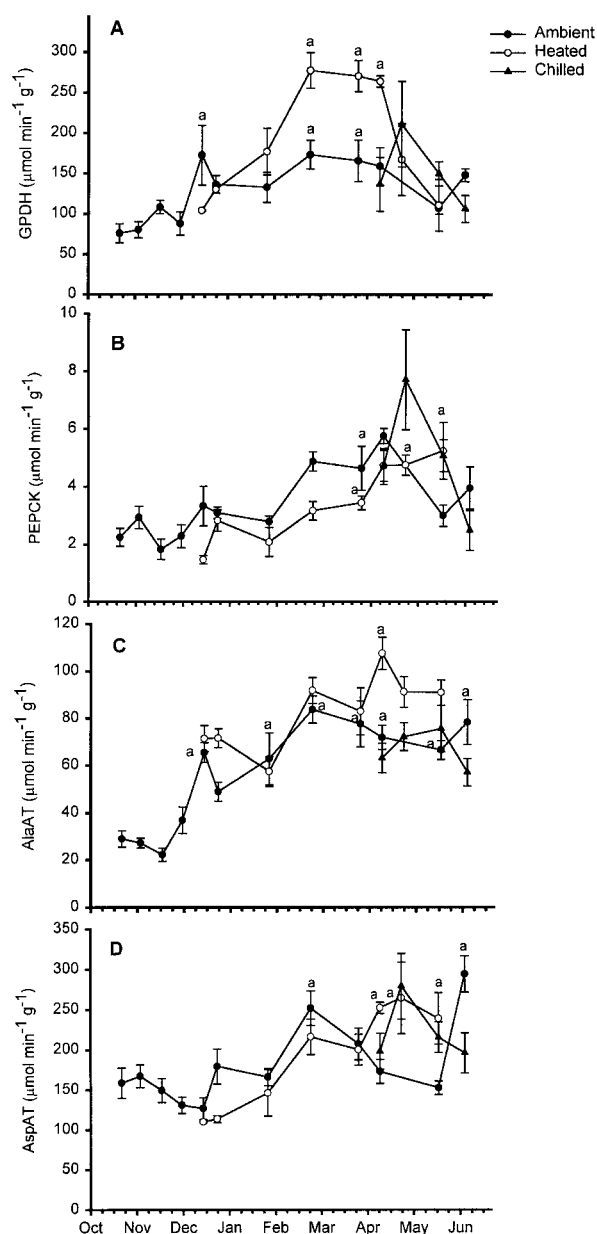 A
Ambient
Heated
Chilled
GPDH (μmol min⁻¹ g⁻¹)
300
250
200
150
100
50
0
a
a
a
a
a
a
B
PEPCK (μmol min⁻¹ g⁻¹)
10
8
6
4
2
0
a
a
a
a
C
AlaAT (μmol min⁻¹ g⁻¹)
120
100
80
60
40
20
0
a
a
a
a
a
a
a
a
D
AspAT (μmol min⁻¹ g⁻¹)
350
300
250
200
150
100
50
0
a
a
a
a
Oct Nov Dec Jan Feb Mar Apr May Jun